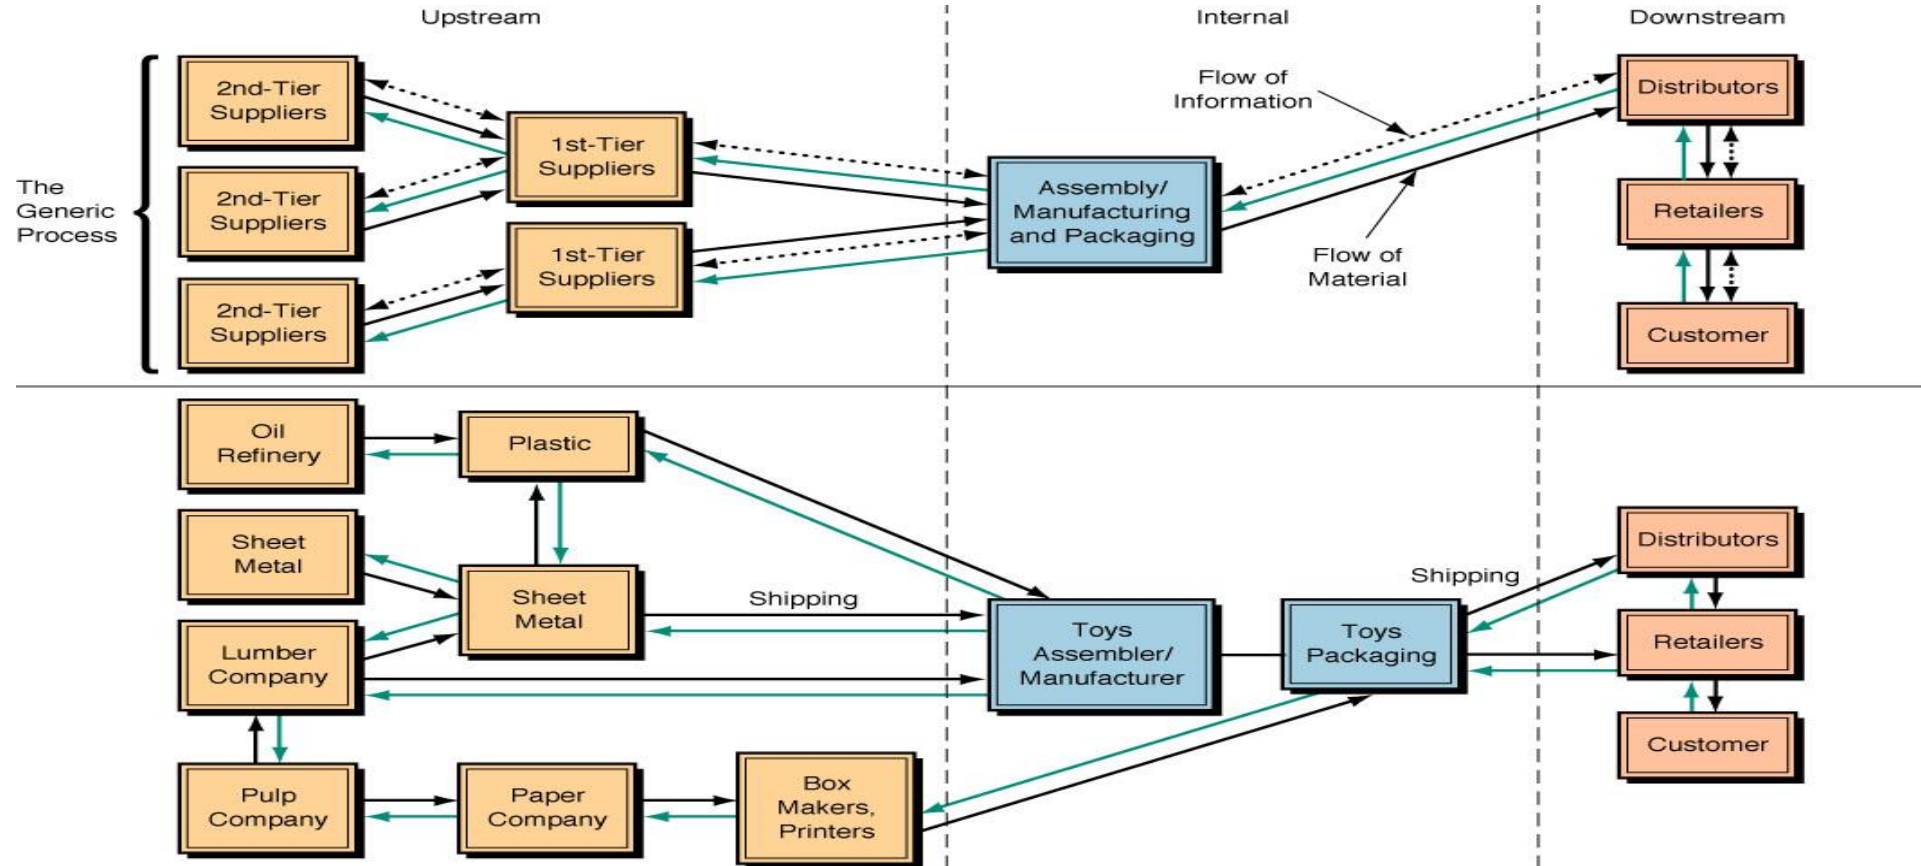 Upstream
Internal
Downstream
The
Generic
Process
2nd-Tier
Suppliers
2nd-Tier
Suppliers
2nd-Tier
Suppliers
1st-Tier
Suppliers
1st-Tier
Suppliers
Assembly/
Manufacturing
and Packaging
Flow of
Information
Flow of
Material
Distributors
Retailers
Customer
Oil
Refinery
Plastic
Sheet
Metal
Sheet
Metal
Lumber
Company
Pulp
Company
Paper
Company
Box
Makers,
Printers
Shipping
Toys
Assembler/
Manufacturer
Toys
Packaging
Shipping
Distributors
Retailers
Customer